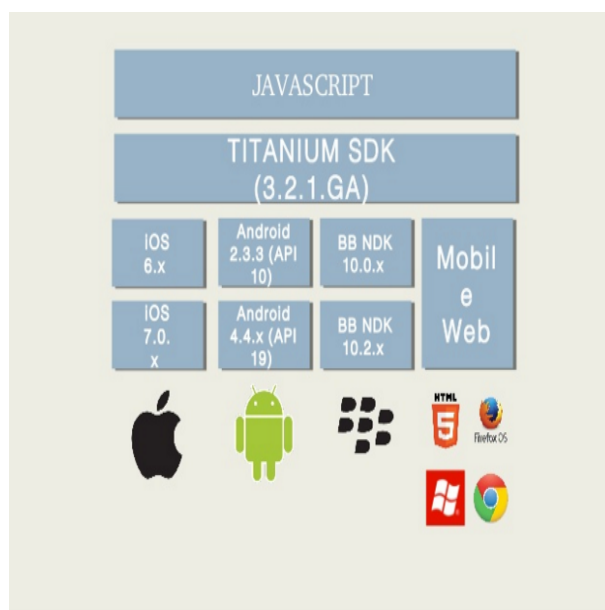 JAVASCRIPT
TITANIUM SDK
(3.2.1.GA)
iOS
6.x
Android
2.3.3 (API
10)
BB NDK
10.0.x
Mobil
e
Web
IOS
7.0.
x
Android
4.4.x (API
19)
BB NDK
10.2.x
HTML
5
Firefox OS